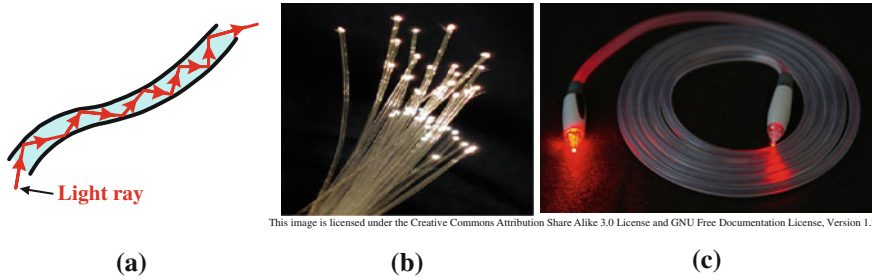 Light ray
This image is licensed under the Creative Commons Attribution Share Alike 3.0 License and GNU Free Documentation License, Version 1.
(a)
(b)
(c)